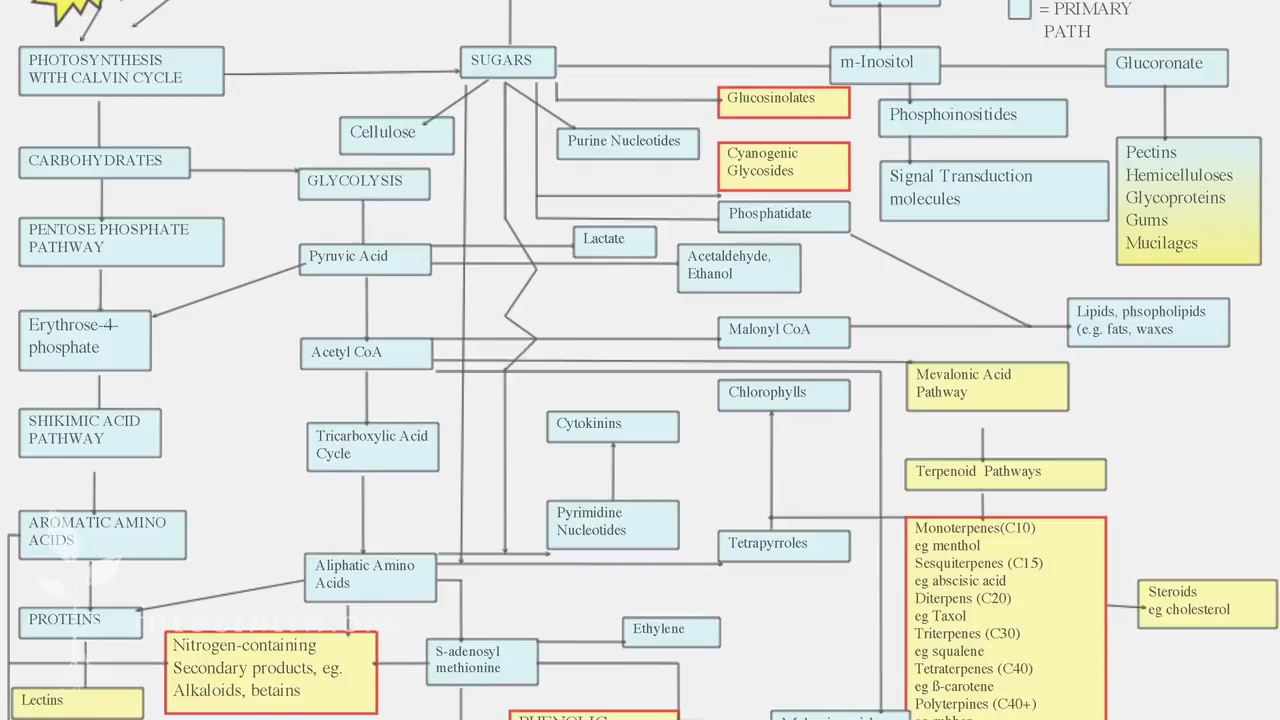 = PRIMARY
PATH
PHOTOSYNTHESIS
WITH CALVIN CYCLE
SUGARS
m-Inositol
Glucoronate
Glucosinolates
Phosphoinositides
Cellulose
Purine Nucleotides
CARBOHYDRATES
GLYCOLYSIS
Cyanogenic
Glycosides
Signal Transduction
molecules
Pectins
Hemicelluloses
Glycoproteins
Gums
Mucilages
Phosphatidate
PENTOSE PHOSPHATE
PATHWAY
Pyruvic Acid
Lactate
Acetaldehyde,
Ethanol
Erythrose-4-
phosphate
Acetyl CoA
Malonyl CoA
Lipids, phsopholipids
(e.g. fats, waxes
Mevalonic Acid
Pathway
Chlorophylls
SHIKIMIC ACID
PATHWAY
Tricarboxylic Acid
Cycle
Cytokinins
Terpenoid Pathways
AROMATIC AMINO
ACIDS
Pyrimidine
Nucleotides
Tetrapyrroles
Monoterpenes(C10)
eg menthol
Sesquiterpenes (C15)
eg abscisic acid
Diterpens (C20)
eg Taxol
Triterpenes (C30)
eg squalene
Tetraterpenes (C40)
eg ß-carotene
Polyterpines (C40+)
Steroids
eg cholesterol
Aliphatic Amino
Acids
PROTEINS
Nitrogen-containing
Secondary products, eg.
Alkaloids, betains
Ethylene
S-adenosyl
methionine
Lectins
PHENOLIC